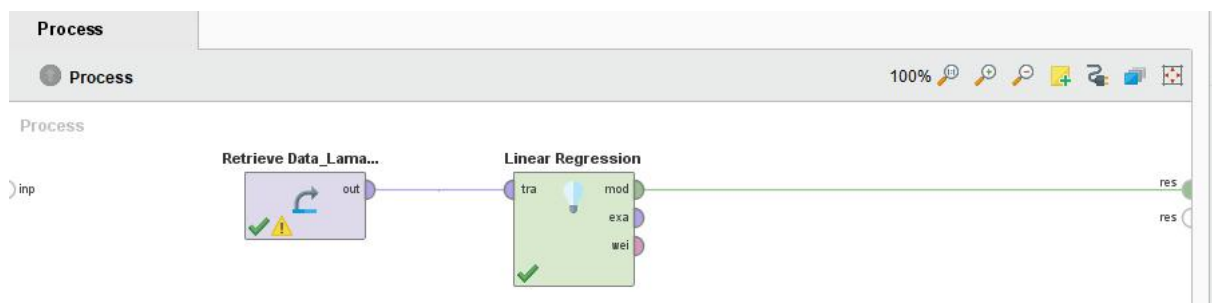 Process
Process
100%
Process
Retrieve Data_Lama...
Linear Regression
inp
out
tra
mod
res
exa
res
wei